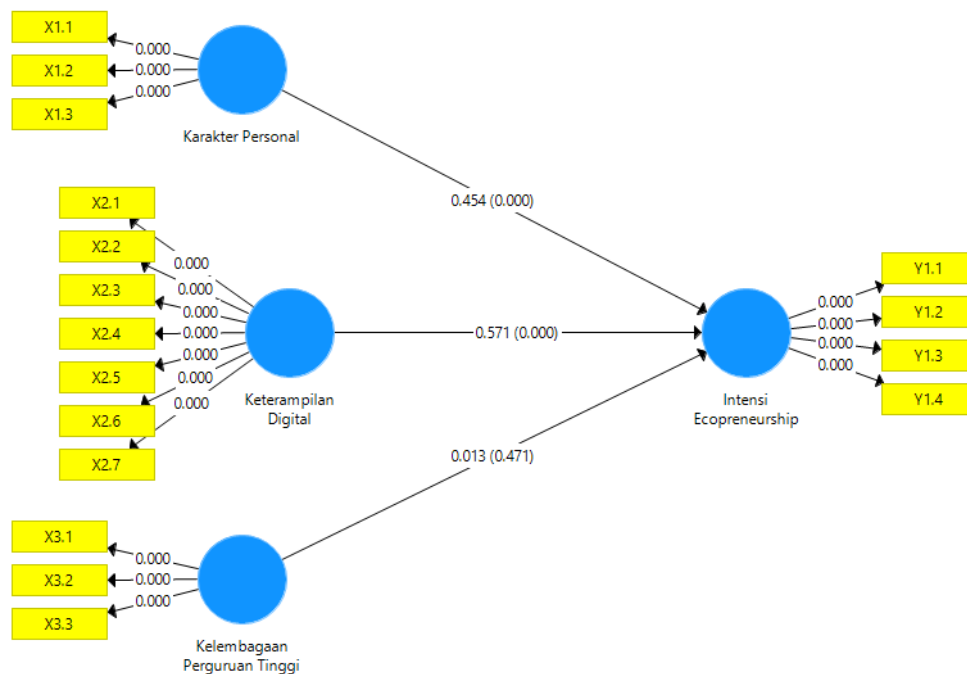 X1.1
0.000
X1.2
0.000
X1.3
0.000
Karakter Personal
0.454 (0.000)
X2.1
X2.2
0.000
X2.3
0.000
0.000
X2.4
0.000
X2.5
0.000
X2.6
0.000
0.000
X2.7
Keterampilan
Digital
0.571 (0.000)
Y1.1
0.000
Y1.2
0.000
Y1.3
0.000
Y1.4
0.000
Intensi
Ecopreneurship
0.013 (0.471)
X3.1
0.000
X3.2
0.000
X3.3
0.000
Kelembagaan
Perguruan Tinggi